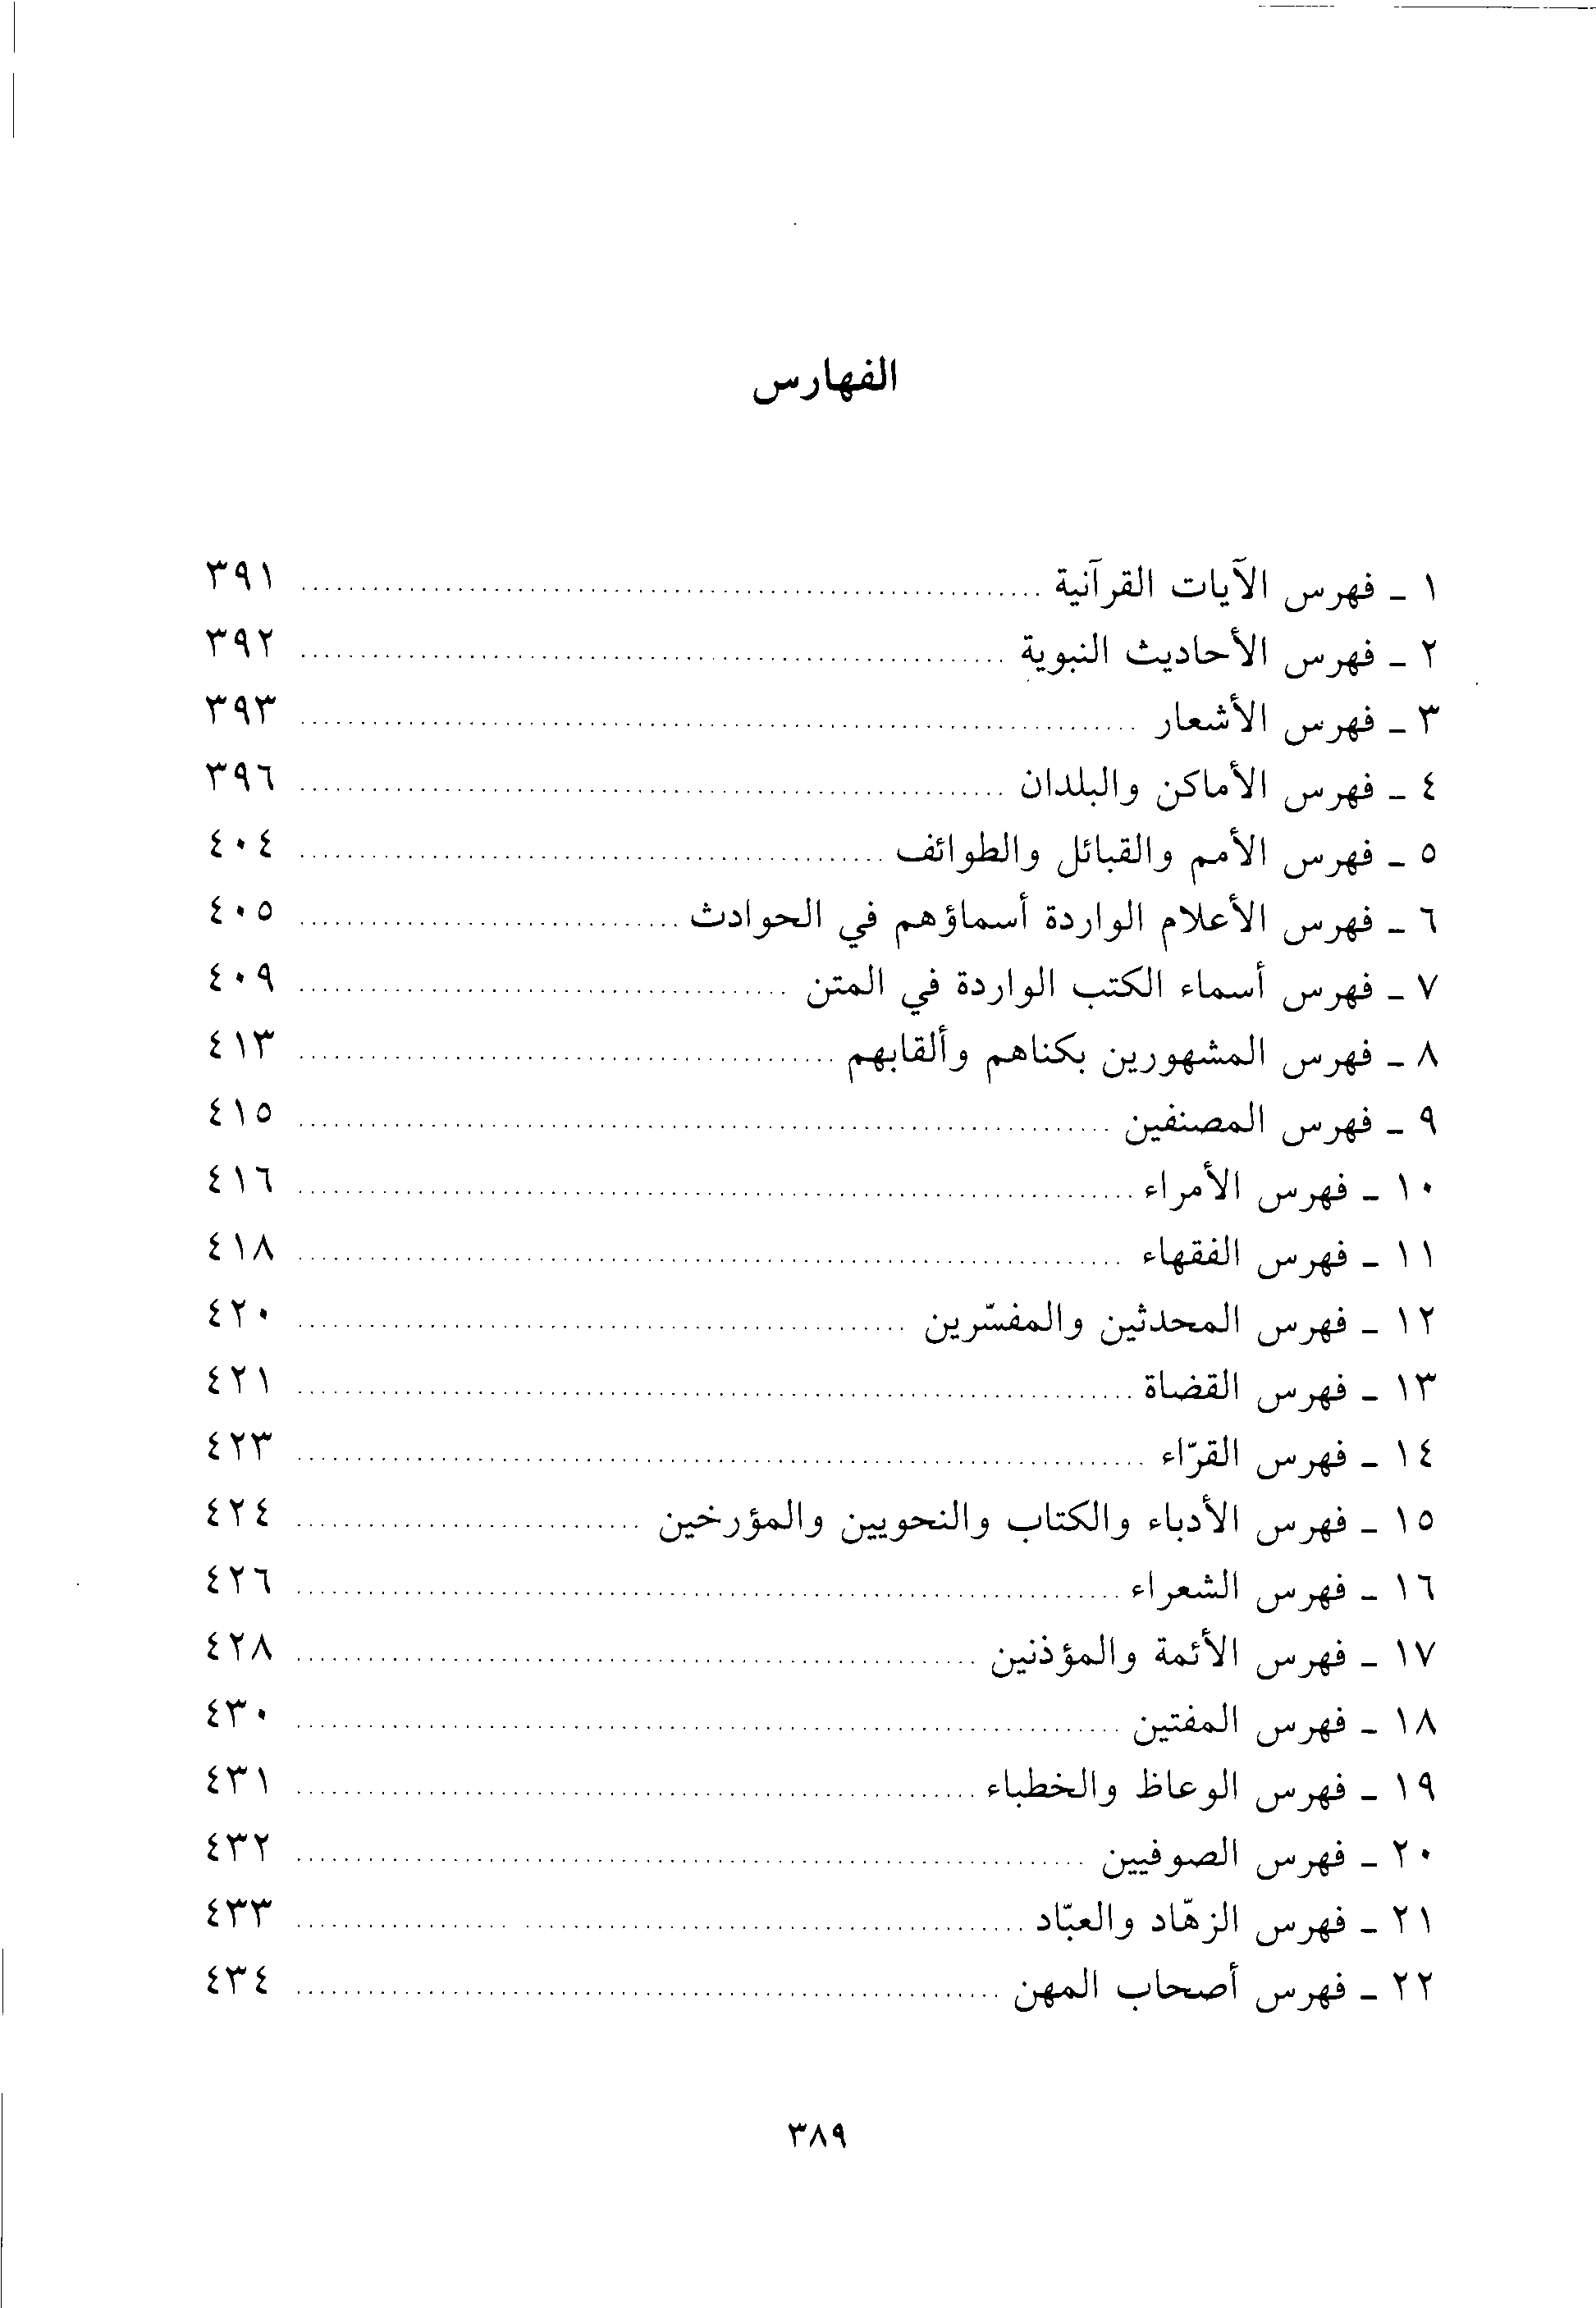 الفهارس
١ ـ فهرس الآيات القرآنية ............ ٣٩١
٢ ـ فهرس الأحاديث النبوية ............ ٣٩٢
٣ ـ فهرس الأشعار ............ ٣٩٣
٤ ـ فهرس الأماكن والبلدان ............ ٣٩٦
٥ ـ فهرس الأمم والقبائل والطوائف ............ ٤٠٤
٦ ـ فهرس الأعلام الواردة أسماؤهم في الحوادث ............ ٤٠٥
٧ ـ فهرس أسماء الكتب الواردة في المتن ............ ٤٠٩
٨ ـ فهرس المشهورين بكناهم وألقابهم ............ ٤١٣
٩ ـ فهرس المصنفين ............ ٤١٥
١٠ ـ فهرس الأمراء ............ ٤١٦
١١ ـ فهرس الفقهاء ............ ٤١٨
١٢ ـ فهرس المحدثين والمفسّرين ............ ٤٢٠
١٣ ـ فهرس القضاة ............ ٤٢١
١٤ ـ فهرس القرّاء ............ ٤٢٣
١٥ ـ فهرس الأدباء والكتاب والنحويين والمؤرخين ............ ٤٢٤
١٦ ـ فهرس الشعراء ............ ٤٢٦
١٧ ـ فهرس الأئمة والمؤذنين ............ ٤٢٨
١٨ ـ فهرس المفتين ............ ٤٣٠
١٩ ـ فهرس الوعاظ والخطباء ............ ٤٣١
٢٠ ـ فهرس الصوفيين ............ ٤٣٢
٢١ ـ فهرس الزهّاد والعبّاد ............ ٤٣٣
٢٢ ـ فهرس أصحاب المهن ............ ٤٣٤
٣٨٩